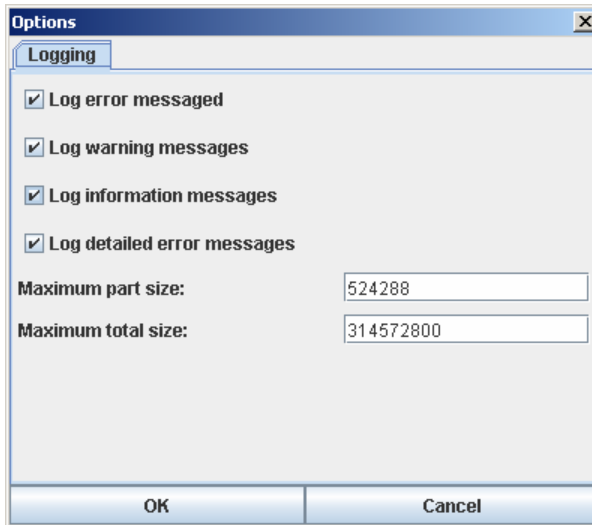 Options
Logging
Log error messaged
Log warning messages
Log information messages
Log detailed error messages
Maximum part size: 524288
Maximum total size: 314572800
OK Cancel